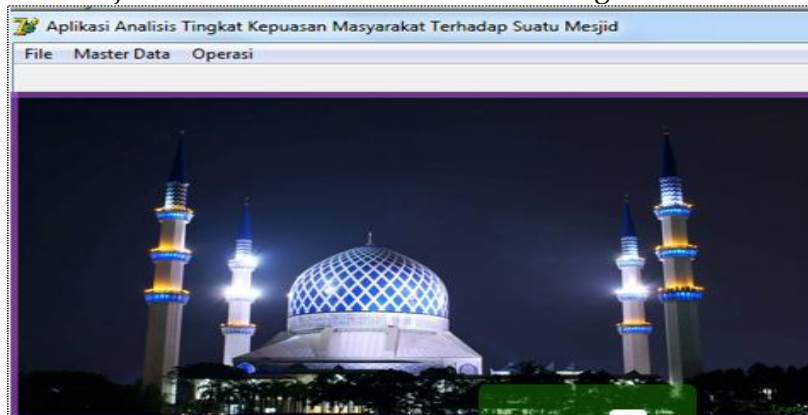 Aplikasi Analisis Tingkat Kepuasan Masyarakat Terhadap Suatu Mesjid
File Master Data Operasi